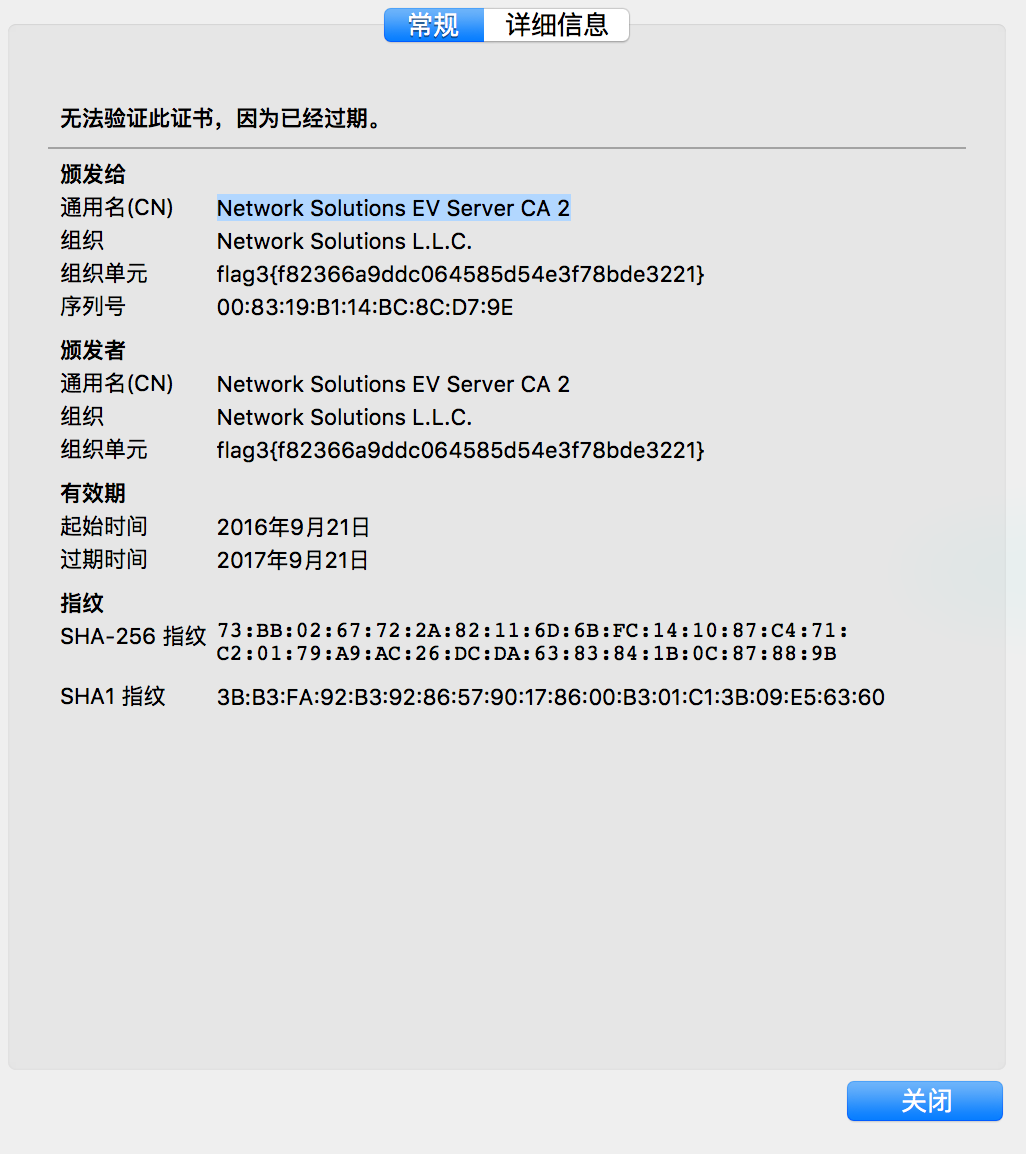 常规 详细信息
无法验证此证书，因为已经过期。
颁发给
通用名(CN) Network Solutions EV Server CA 2
组织 Network Solutions L.L.C.
组织单元 flag3{f82366a9ddc064585d54e3f78bde3221}
序列号 00:83:19:B1:14:BC:8C:D7:9E
颁发者
通用名(CN) Network Solutions EV Server CA 2
组织 Network Solutions L.L.C.
组织单元 flag3{f82366a9ddc064585d54e3f78bde3221}
有效期
起始时间 2016年9月21日
过期时间 2017年9月21日
指纹
SHA-256 指纹 73:BB:02:67:72:2A:82:11:6D:6B:FC:14:10:87:C4:71:
C2:01:79:A9:AC:26:DC:DA:63:83:84:1B:0C:87:88:9B
SHA1 指纹 3B:B3:FA:92:B3:92:86:57:90:17:86:00:B3:01:C1:3B:09:E5:63:60
关闭